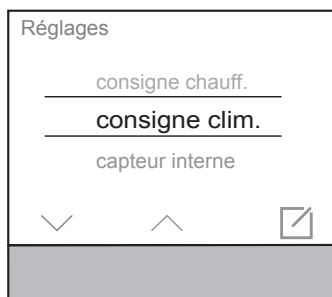 Réglages
consigne chauff.
consigne clim.
capteur interne